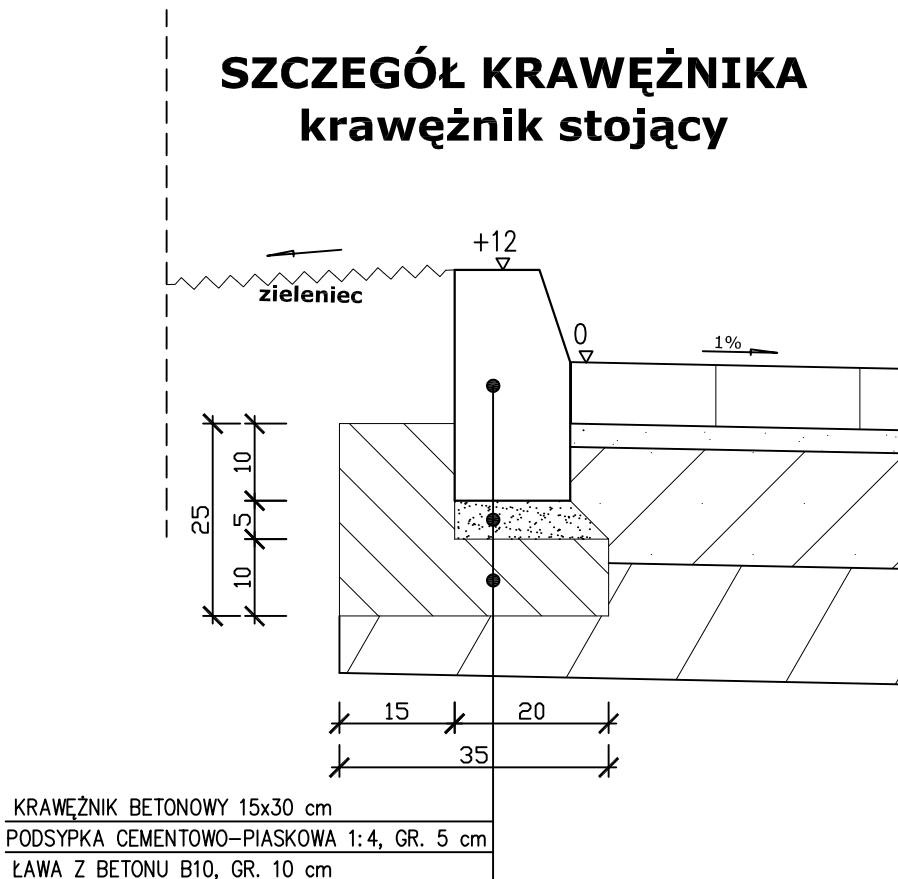 SZCZEGÓŁ KRAWĘŻNIKA
krawężnik stojący
+12
zieleniec
0
1%
10
25
5
10
15
20
35
KRAWĘŻNIK BETONOWY 15x30 cm
PODSYPKA CEMENTOWO-PIASKOWA 1:4, GR. 5 cm
ŁAWA Z BETONU B10, GR. 10 cm